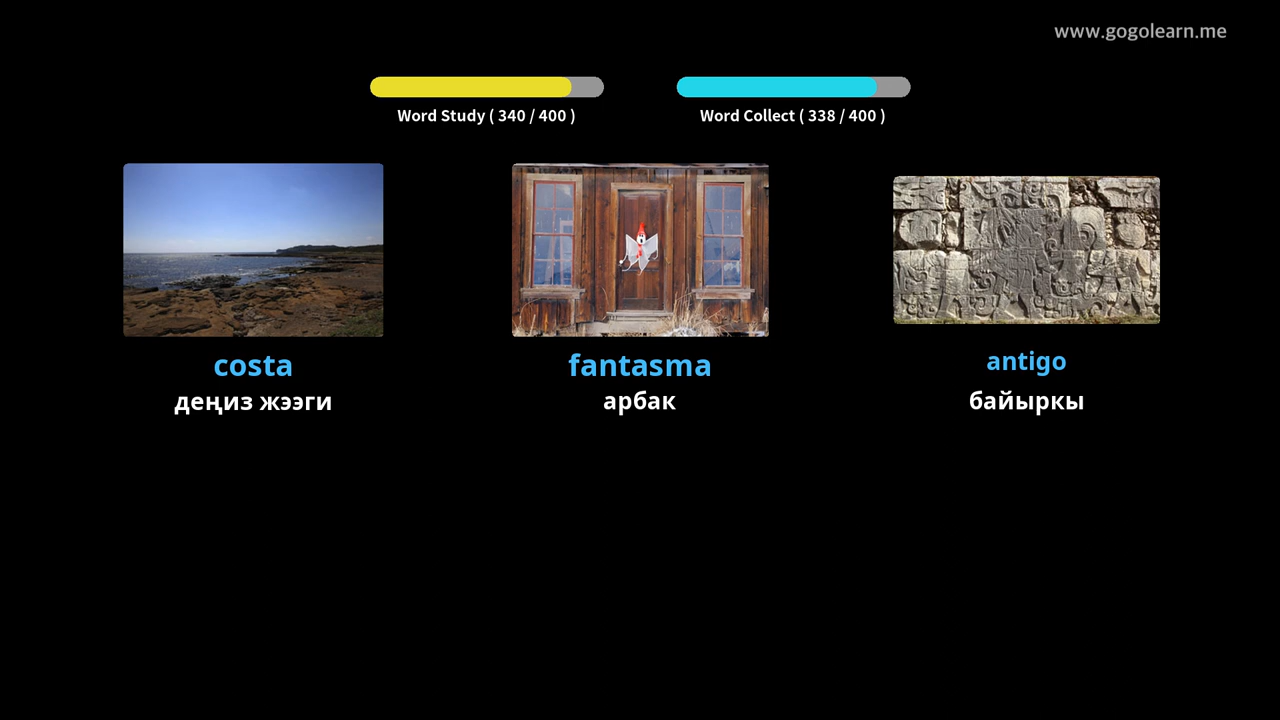 www.gogolearn.me
Word Study ( 340 / 400 )
Word Collect ( 338 / 400 )
costa
деңиз жээги
fantasma
арбак
antigo
байыркы